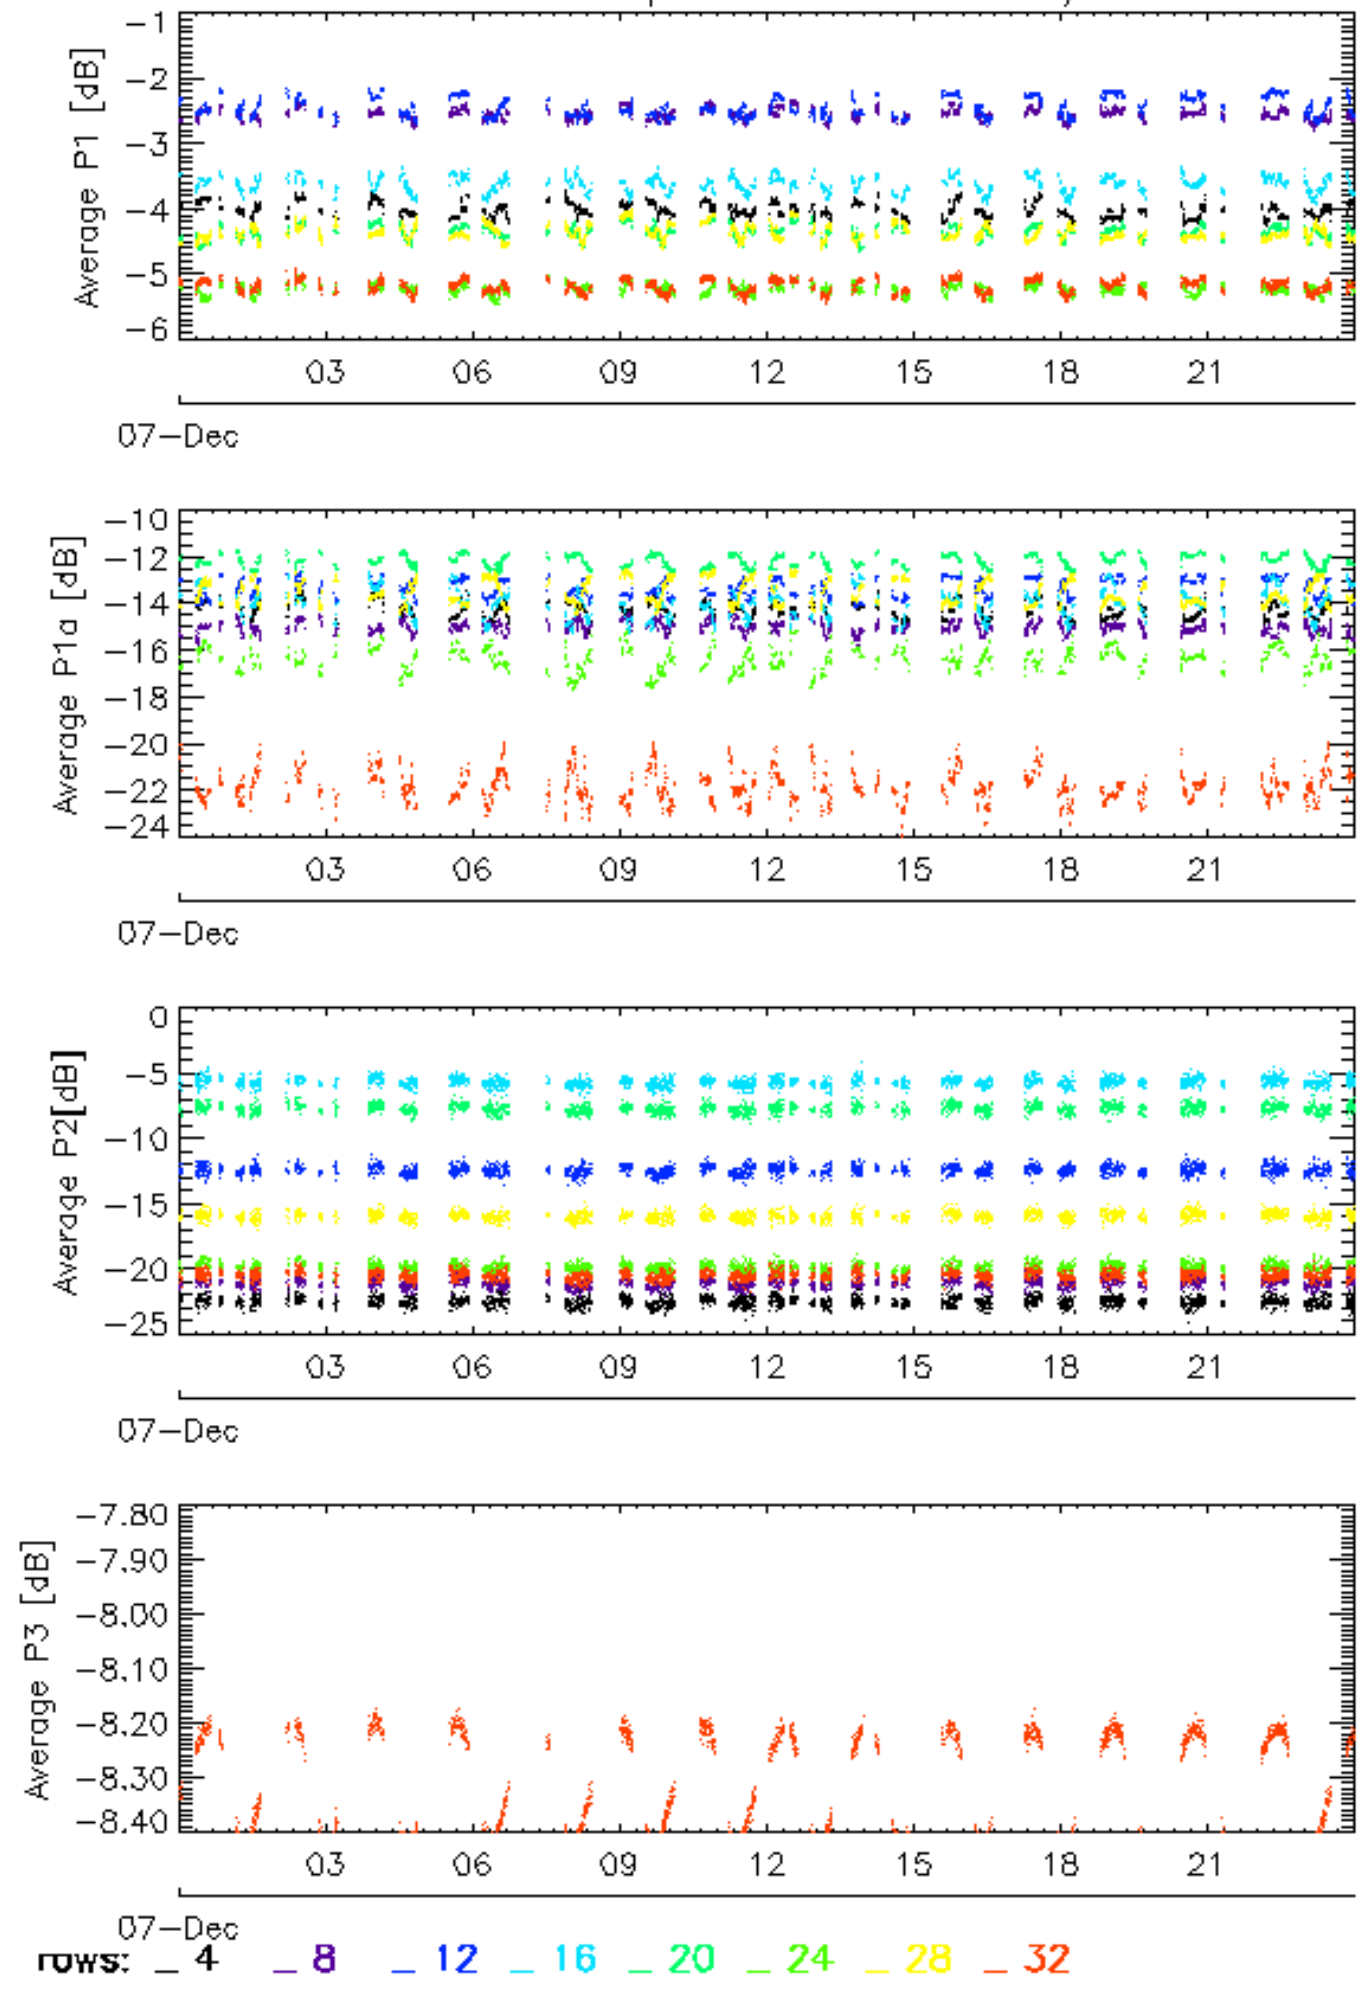 Average P1 [dB]
-1
-2
-3
-4
-5
-6
03 06 09 12 15 18 21
07-Dec
Average P1a [dB]
-10
-12
-14
-16
-18
-20
-22
-24
03 06 09 12 15 18 21
07-Dec
Average P2[dB]
0
-5
-10
-15
-20
-25
03 06 09 12 15 18 21
07-Dec
Average P3 [dB]
-7.80
-7.90
-8.00
-8.10
-8.20
-8.30
-8.40
03 06 09 12 15 18 21
07-Dec
rows: _ 4 _ 8 _ 12 _ 16 _ 20 _ 24 _ 28 _ 32